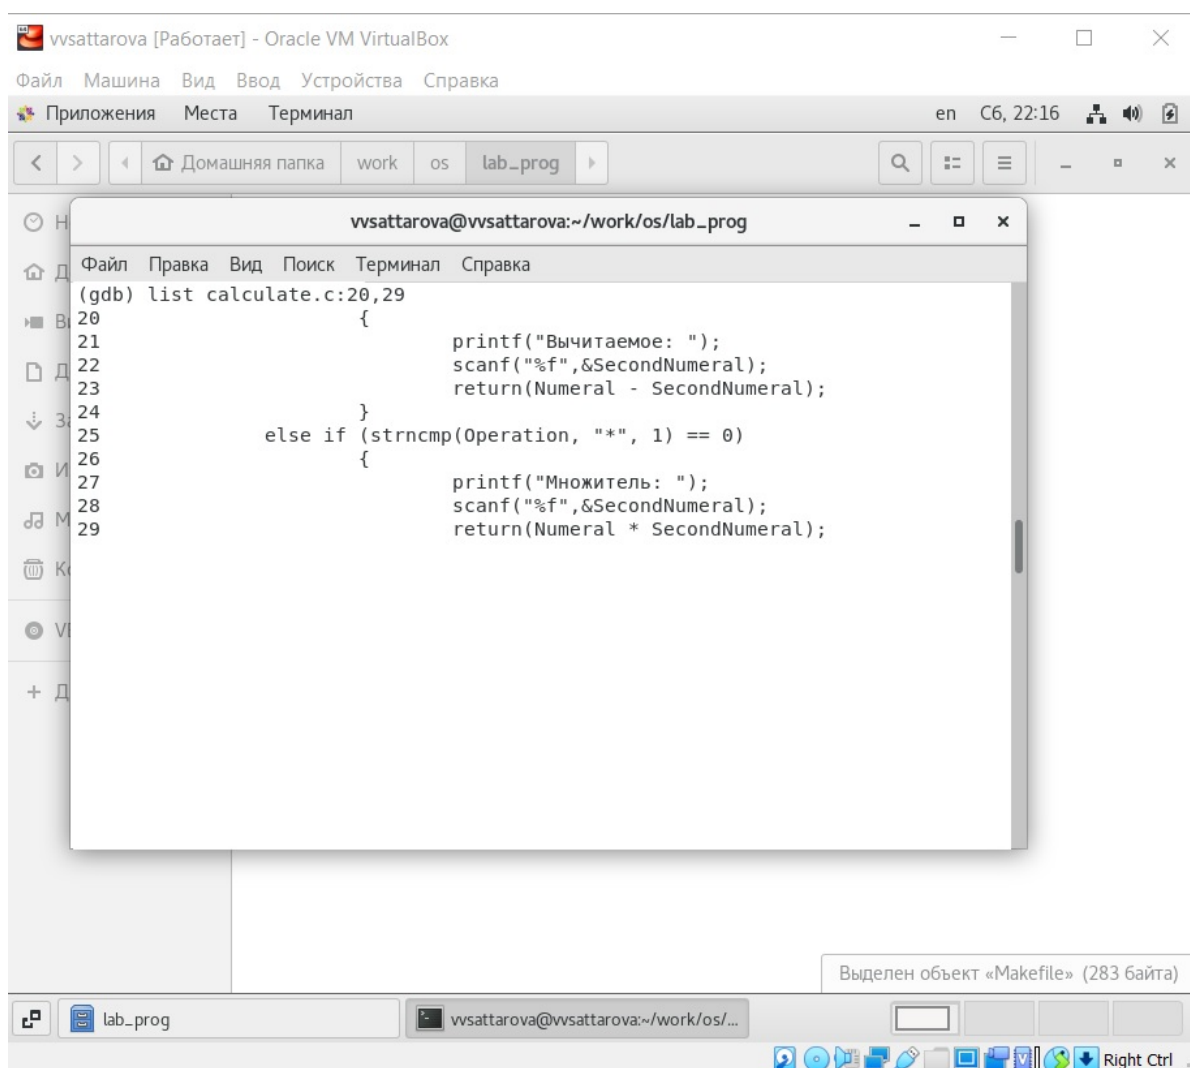 vvsattarova [Работает] - Oracle VM VirtualBox
Файл Машина Вид Ввод Устройства Справка
Приложения Места Терминал en Сб, 22:16
Домашняя папка work os lab_prog
vvsattarova@vvsattarova:~/work/os/lab_prog
Файл Правка Вид Поиск Терминал Справка
(gdb) list calculate.c:20,29
20 {
21 printf("Вычитаемое: ");
22 scanf("%f",&SecondNumeral);
23 return(Numeral - SecondNumeral);
24 }
25 else if (strncmp(Operation, "*", 1) == 0)
26 {
27 printf("Множитель: ");
28 scanf("%f",&SecondNumeral);
29 return(Numeral * SecondNumeral);
Выделен объект «Makefile» (283 байта)
lab_prog vvsattarova@vvsattarova:~/work/os/...
Right Ctrl